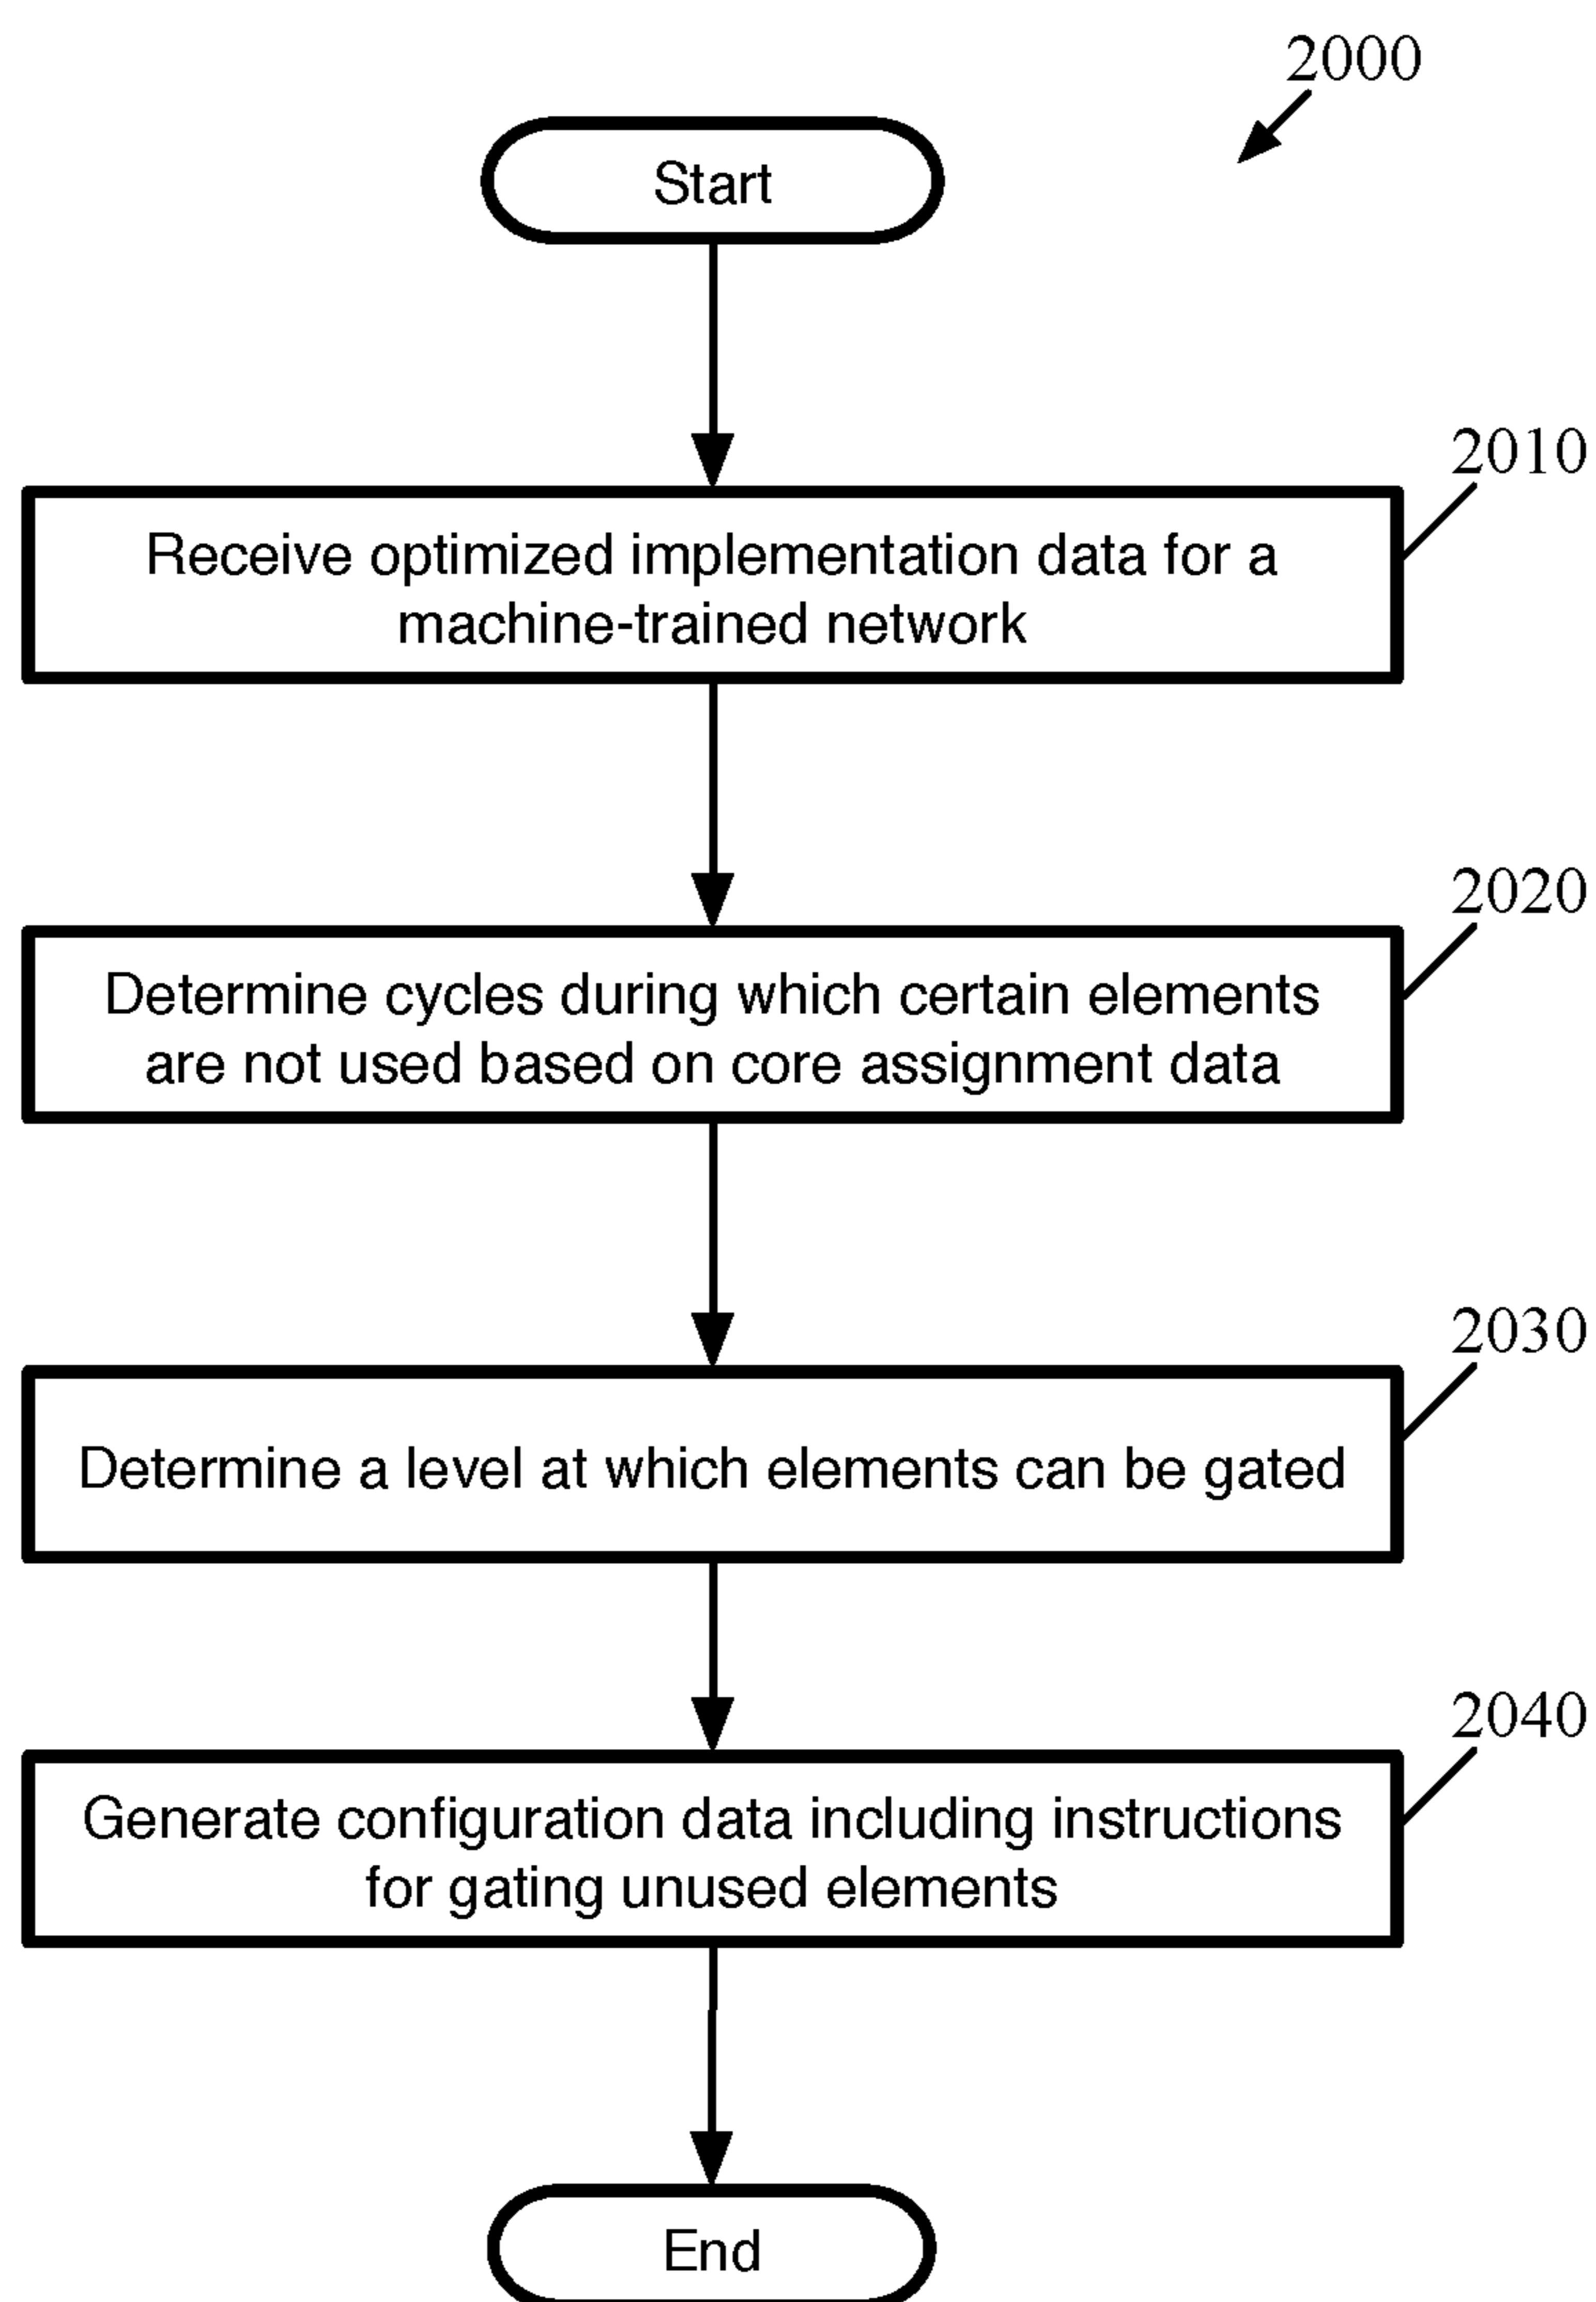 2000
Start
2010
Receive optimized implementation data for a
machine-trained network
2020
Determine cycles during which certain elements
are not used based on core assignment data
2030
Determine a level at which elements can be gated
2040
Generate configuration data including instructions
for gating unused elements
End